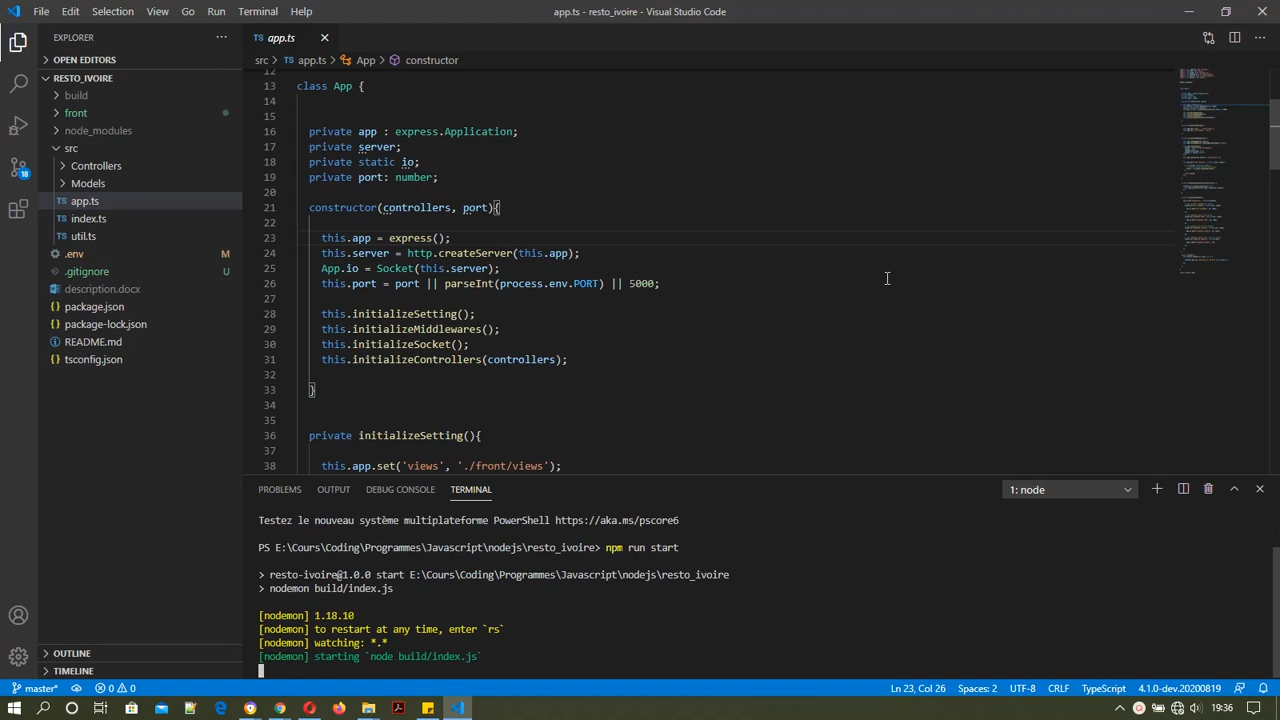 File Edit Selection View Go Run Terminal Help
app.ts - resto_ivoire - Visual Studio Code
EXPLORER
OPEN EDITORS
RESTO_IVOIRE
build
front
node_modules
src
Controllers
Models
app.ts
index.ts
util.ts
.env M
.gitignore U
description.docx
package.json
package-lock.json
README.md
tsconfig.json
OUTLINE
TIMELINE
18
app.ts
src > app.ts > App > constructor
12
13 class App {
14
15
16 private app : express.Application;
17 private server;
18 private static io;
19 private port: number;
20
21 constructor(controllers, port){
22
23 this.app = express();
24 this.server = http.createServer(this.app);
25 App.io = Socket(this.server);
26 this.port = port || parseInt(process.env.PORT) || 5000;
27
28 this.initializeSetting();
29 this.initializeMiddlewares();
30 this.initializeSocket();
31 this.initializeControllers(controllers);
32
33 }
34
35
36 private initializeSetting(){
37
38 this.app.set('views', './front/views');
PROBLEMS OUTPUT DEBUG CONSOLE TERMINAL
1: node
Testez le nouveau système multiplateforme PowerShell https://aka.ms/pscore6
PS E:\Cours\Coding\Programmes\Javascript\nodejs\resto_ivoire> npm run start
> resto-ivoire@1.0.0 start E:\Cours\Coding\Programmes\Javascript\nodejs\resto_ivoire
> nodemon build/index.js
[nodemon] 1.18.10
[nodemon] to restart at any time, enter `rs`
[nodemon] watching: *.*
[nodemon] starting `node build/index.js`
master* 0 0
Ln 23, Col 26 Spaces: 2 UTF-8 CRLF TypeScript 4.1.0-dev.20200819
19:36